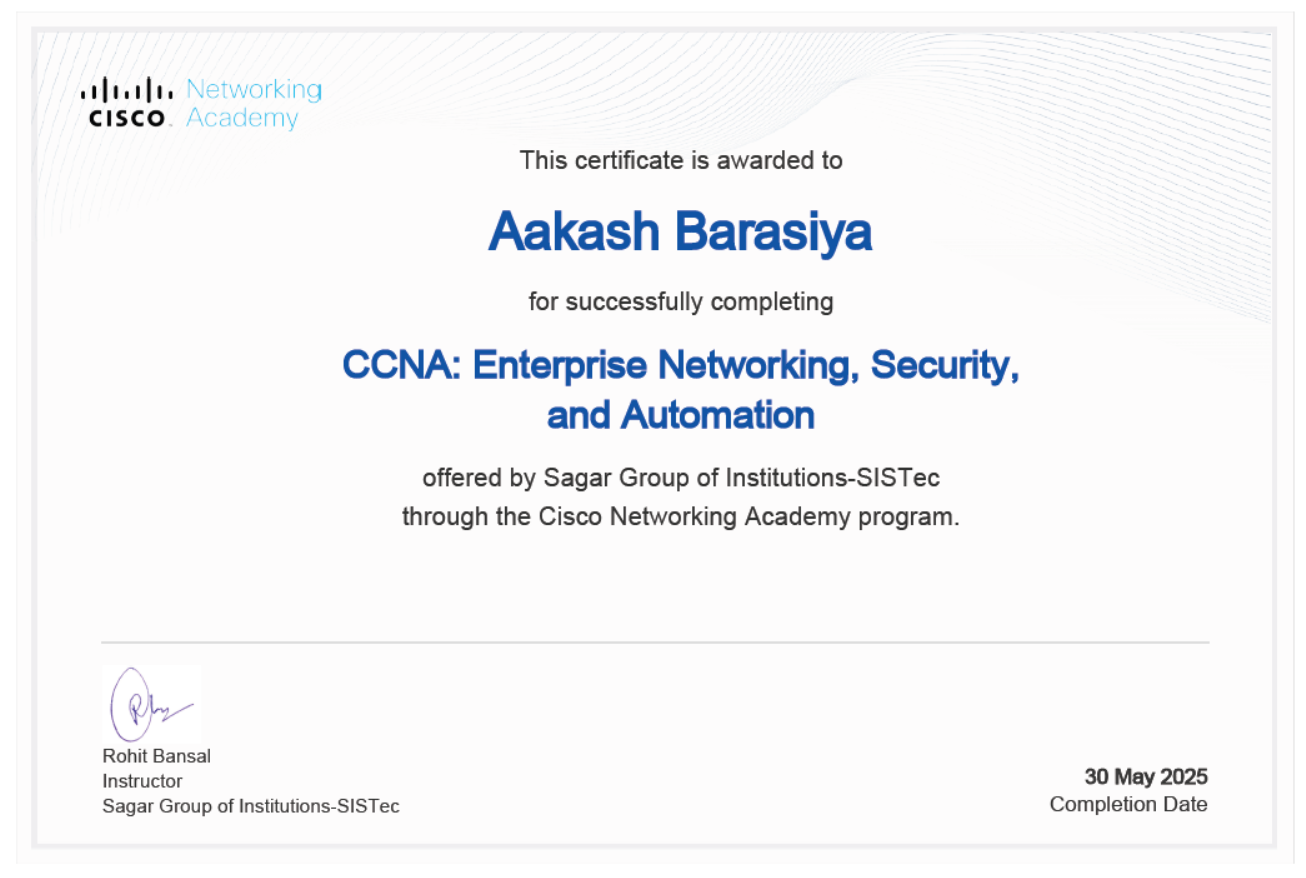 Networking
CISCO Academy
This certificate is awarded to
Aakash Barasiya
for successfully completing
CCNA: Enterprise Networking, Security,
and Automation
offered by Sagar Group of Institutions-SISTec
through the Cisco Networking Academy program.
Rohit Bansal
Instructor
Sagar Group of Institutions-SISTec
30 May 2025
Completion Date